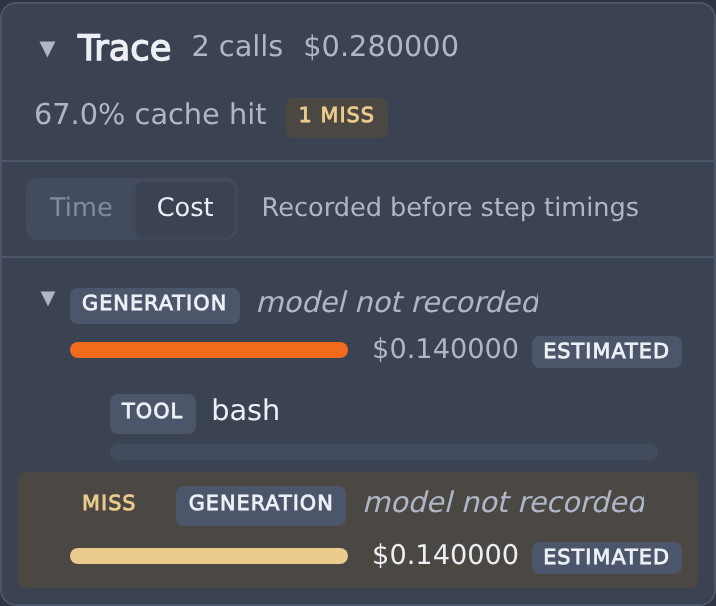 ▼ Trace 2 calls $0.280000
67.0% cache hit 1 MISS
Time Cost Recorded before step timings
▼ GENERATION model not recorded
$0.140000 ESTIMATED
TOOL bash
MISS GENERATION model not recorded
$0.140000 ESTIMATED